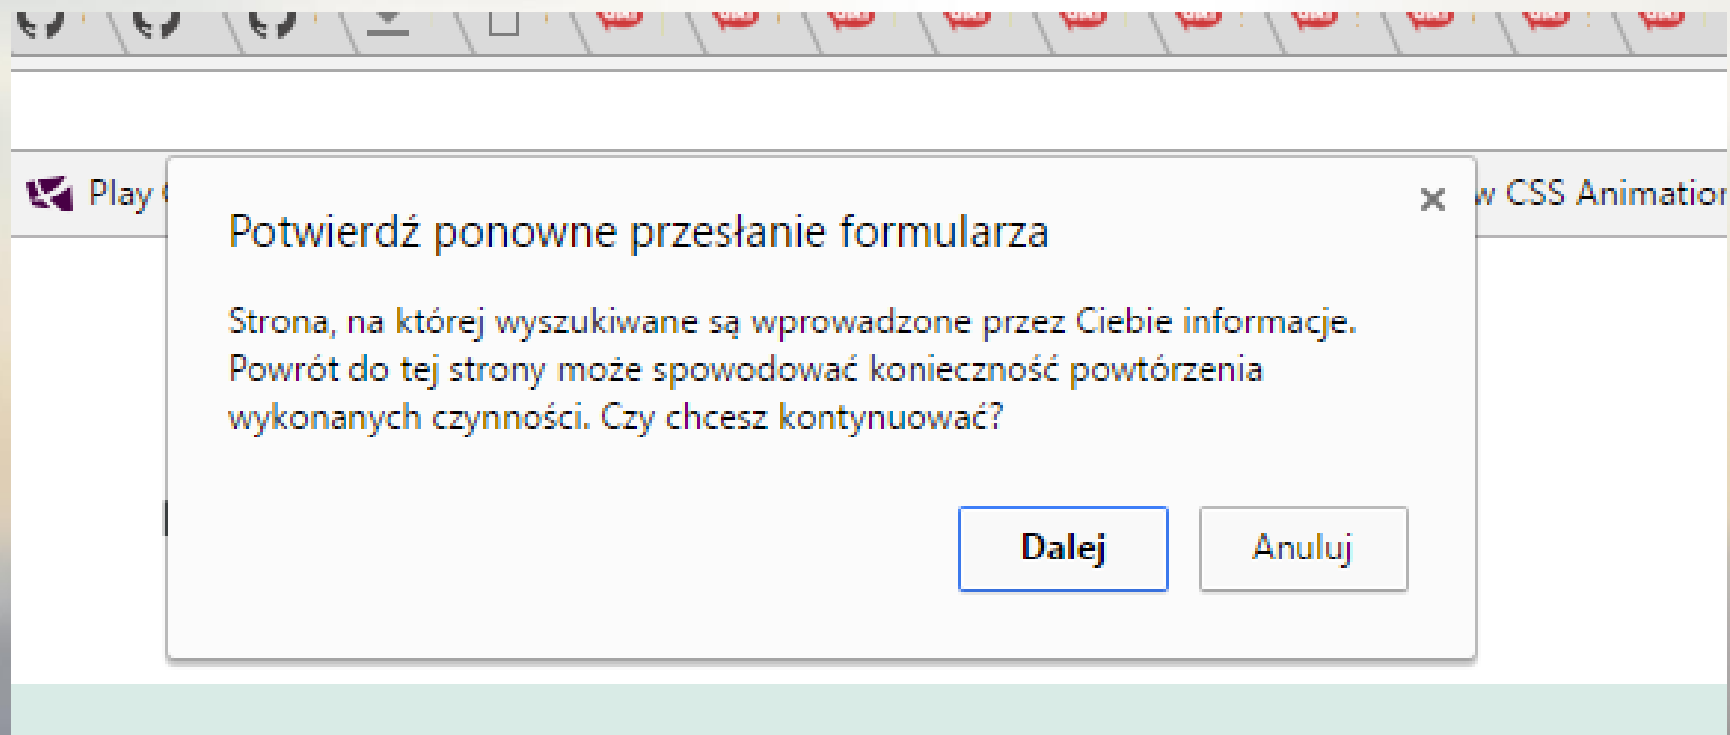 Play
w CSS Animation
Potwierdź ponowne przesłanie formularza
Strona, na której wyszukiwane są wprowadzone przez Ciebie informacje.
Powrót do tej strony może spowodować konieczność powtórzenia
wykonanych czynności. Czy chcesz kontynuować?
Dalej
Anuluj